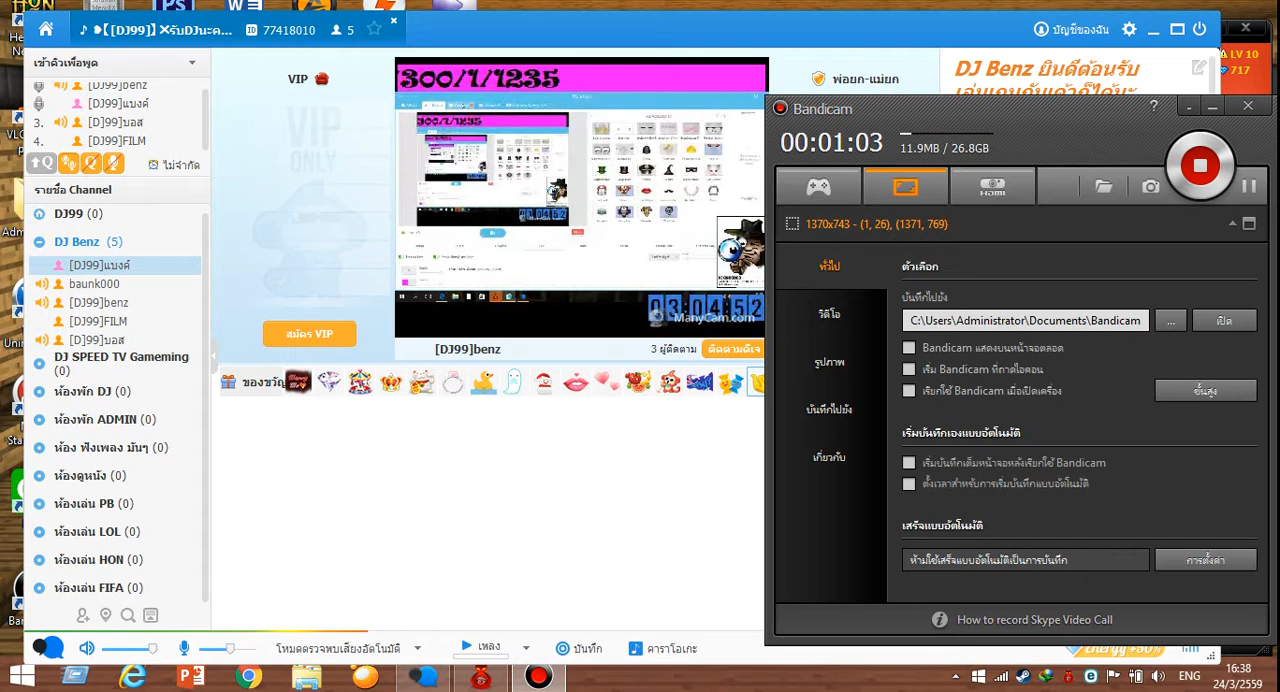 ♪ ❥【[DJ99]】✕รับDJนะค...
ID 77418010
5
บัญชีของฉัน
เข้าคิวเพื่อพูด
[DJ99]benz
[DJ99]แบงค์
3. [DJ99]บอส
4. [DJ99]FILM
ไม่จำกัด
รายชื่อ Channel
DJ99 (0)
DJ Benz (5)
[DJ99]แบงค์
baunk000
[DJ99]benz
[DJ99]FILM
[DJ99]บอส
DJ SPEED TV Gameming
(0)
ห้องพัก DJ (0)
ห้องพัก ADMIN (0)
ห้อง ฟังเพลง มันๆ (0)
ห้องดูหนัง (0)
ห้องเล่น PB (0)
ห้องเล่น LOL (0)
ห้องเล่น HON (0)
ห้องเล่น FIFA (0)
VIP
VIP
ONLY
สมัคร VIP
300/1/1235
300/1/1235
03:04:52
ManyCam.com
[DJ99]benz
3 ผู้ติดตาม
ติดตามดีเจ
ของขวัญ
พ่อยก-แม่ยก
DJ Benz ยินดีต้อนรับ
LV 10
717
Bandicam
00:01:03
11.9MB / 26.8GB
HDMI
1370x743 - (1, 26), (1371, 769)
ทั่วไป
วิดีโอ
รูปภาพ
บันทึกไปยัง
เกี่ยวกับ
ตัวเลือก
บันทึกไปยัง
C:\Users\Administrator\Documents\Bandicam
...
เปิด
Bandicam แสดงบนหน้าจอตลอด
เริ่ม Bandicam ที่ถาดไอคอน
เรียกใช้ Bandicam เมื่อเปิดเครื่อง
ขั้นสูง
เริ่มบันทึกเองแบบอัตโนมัติ
เริ่มบันทึกเต็มหน้าจอหลังเรียกใช้ Bandicam
ตั้งเวลาสำหรับการเริ่มบันทึกแบบอัตโนมัติ
เสร็จแบบอัตโนมัติ
ห้ามใช้เสร็จแบบอัตโนมัติเป็นการบันทึก
การตั้งค่า
How to record Skype Video Call
โหมดตรวจพบเสียงอัตโนมัติ
เพลง
บันทึก
คาราโอเกะ
Energy +50%
ENG
16:38
24/3/2559